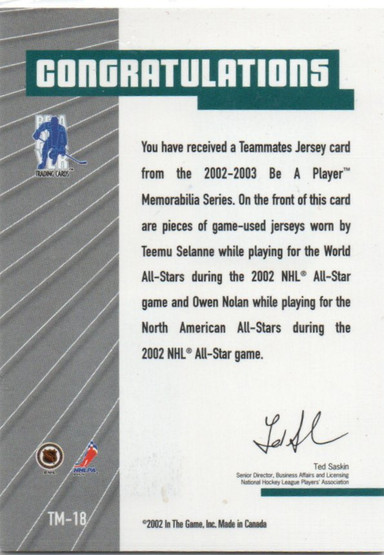 CONGRATULATIONS
BE A
PLAYER
TRADING CARDS™
You have received a Teammates Jersey card
from the 2002-2003 Be A Player™
Memorabilia Series. On the front of this card
are pieces of game-used jerseys worn by
Teemu Selanne while playing for the World
All-Stars during the 2002 NHL® All-Star
game and Owen Nolan while playing for the
North American All-Stars during the
2002 NHL® All-Star game.
Ted Saskin
Senior Director, Business Affairs and Licensing
National Hockey League Players' Association
NHLPA
TM-18
©2002 In The Game, Inc. Made in Canada